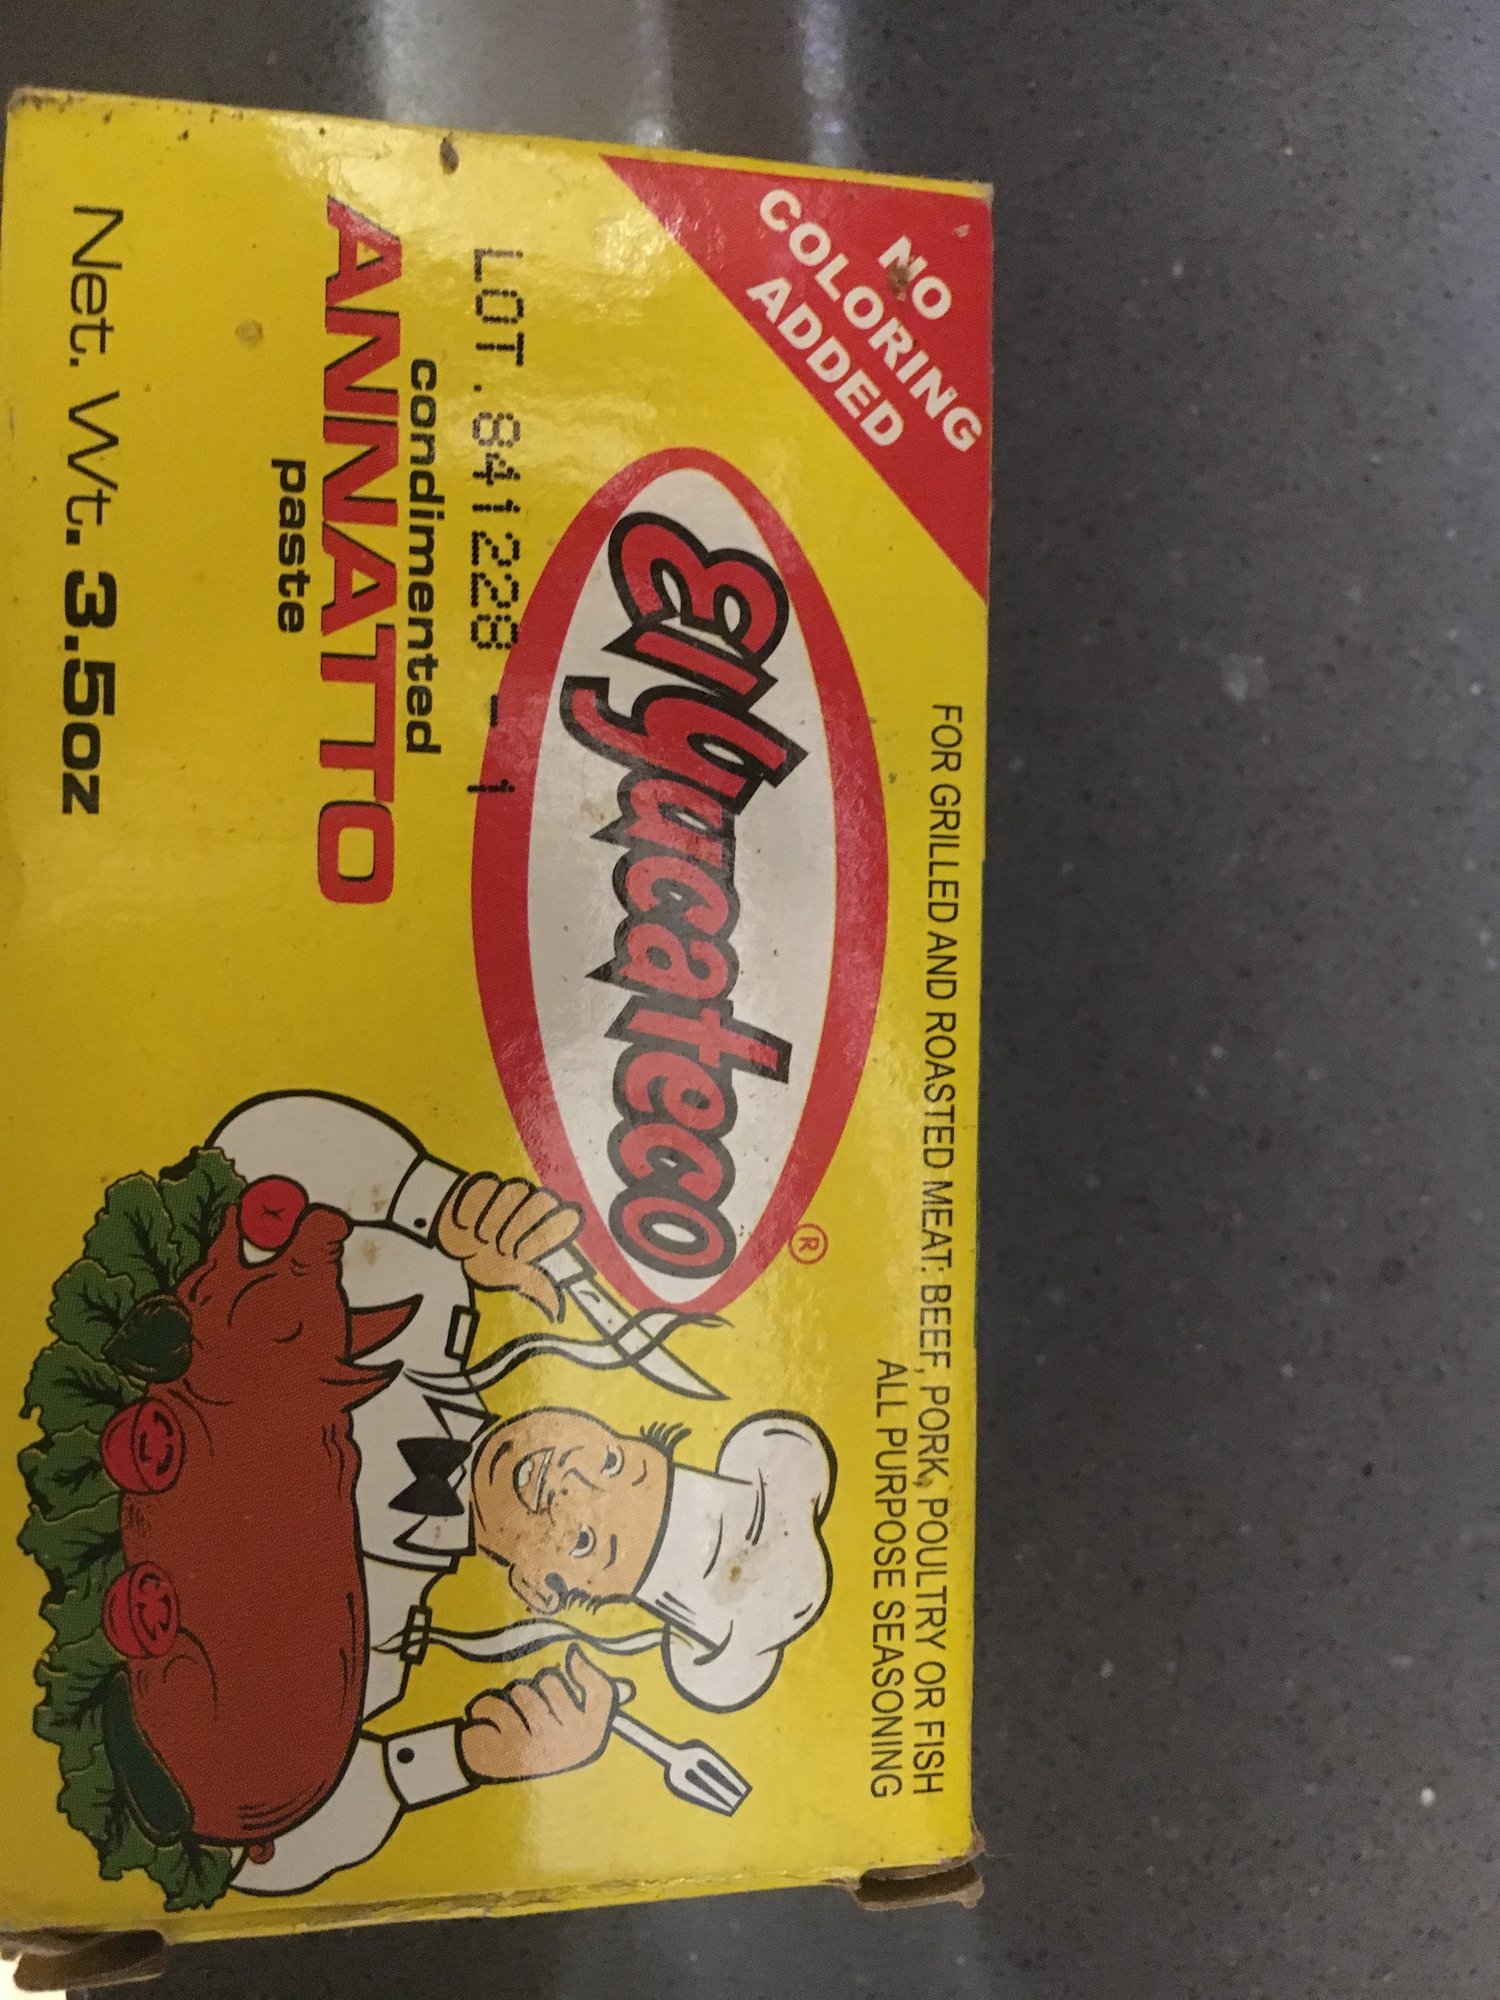 NO
COLORING
ADDED
FOR GRILLED AND ROASTED MEAT: BEEF, PORK, POULTRY OR FISH
ALL PURPOSE SEASONING
El Yucateco®
LOT.841228 - 1
condimented
ANNATTO
paste
Net. Wt. 3.5oz